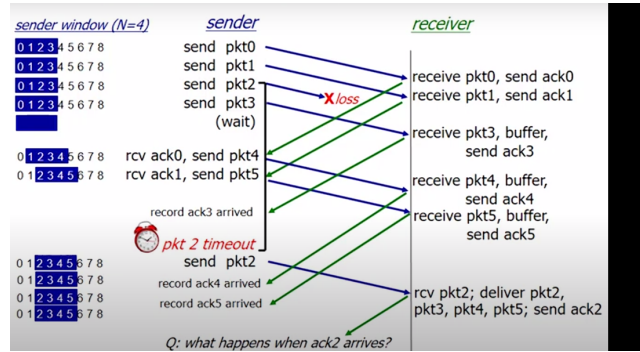 sender window (N=4)
sender
receiver
0 1 2 3 4 5 6 7 8
send pkt0
0 1 2 3 4 5 6 7 8
send pkt1
0 1 2 3 4 5 6 7 8
send pkt2
0 1 2 3 4 5 6 7 8
send pkt3
(wait)
X loss
receive pkt0, send ack0
receive pkt1, send ack1
receive pkt3, buffer,
send ack3
0 1 2 3 4 5 6 7 8
rcv ack0, send pkt4
0 1 2 3 4 5 6 7 8
rcv ack1, send pkt5
receive pkt4, buffer,
send ack4
receive pkt5, buffer,
send ack5
record ack3 arrived
pkt 2 timeout
0 1 2 3 4 5 6 7 8
send pkt2
0 1 2 3 4 5 6 7 8
record ack4 arrived
0 1 2 3 4 5 6 7 8
record ack5 arrived
0 1 2 3 4 5 6 7 8
rcv pkt2; deliver pkt2,
pkt3, pkt4, pkt5; send ack2
Q: what happens when ack2 arrives?